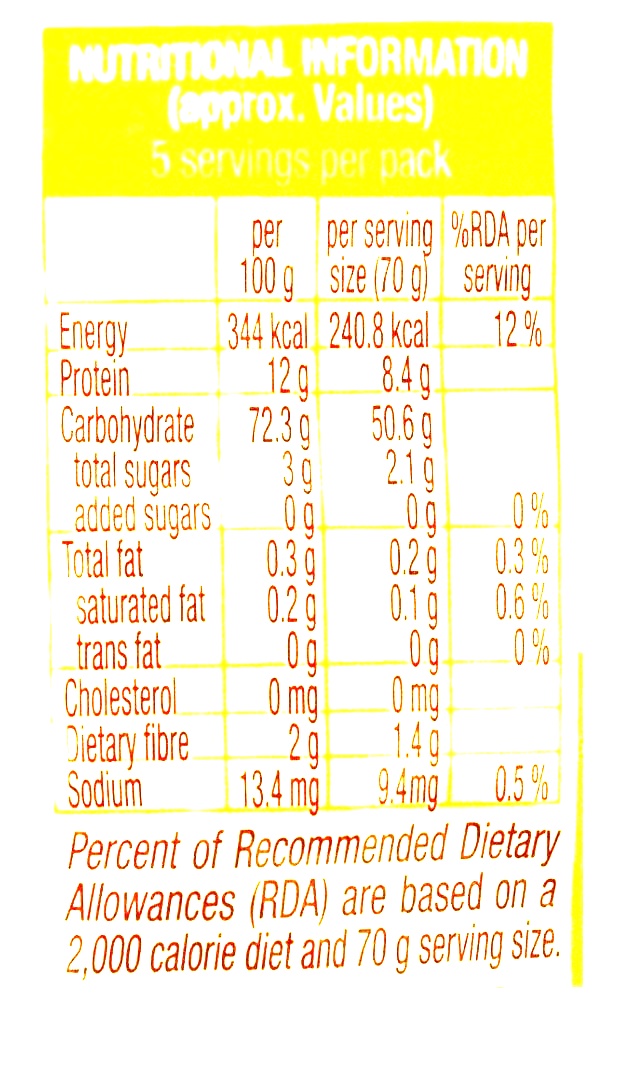 NUTRITIONAL INFORMATION
(approx. Values)
5 servings per pack
per 100 g per serving size (70 g) %RDA per serving
Energy 344 kcal 240.8 kcal 12 %
Protein 12 g 8.4 g
Carbohydrate 72.3 g 50.6 g
total sugars 3 g 2.1 g
added sugars 0 g 0 g 0 %
Total fat 0.3 g 0.2 g 0.3 %
saturated fat 0.2 g 0.1 g 0.6 %
trans fat 0 g 0 g 0 %
Cholesterol 0 mg 0 mg
Dietary fibre 2 g 1.4 g
Sodium 13.4 mg 9.4mg 0.5 %
Percent of Recommended Dietary
Allowances (RDA) are based on a
2,000 calorie diet and 70 g serving size.